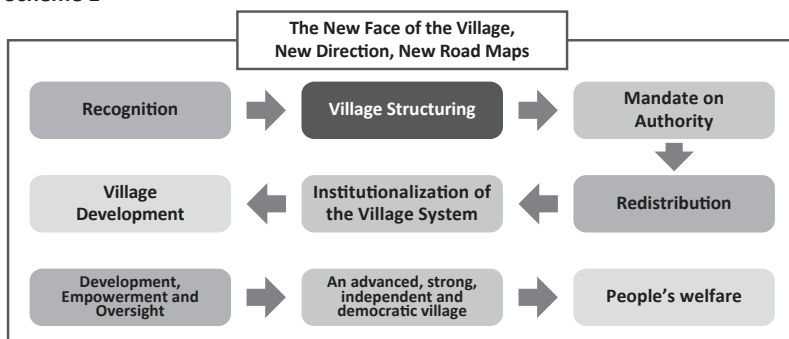 Scheme
The New Face of the Village,
New Direction, New Road Maps
Recognition
Village Structuring
Mandate on
Authority
Village
Development
Institutionalization of
the Village System
Redistribution
Development,
Empowerment and
Oversight
An advanced, strong,
independent and
democratic village
People's welfare